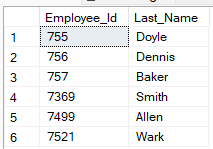 Employee_Id Last_Name
1 755 Doyle
2 756 Dennis
3 757 Baker
4 7369 Smith
5 7499 Allen
6 7521 Wark